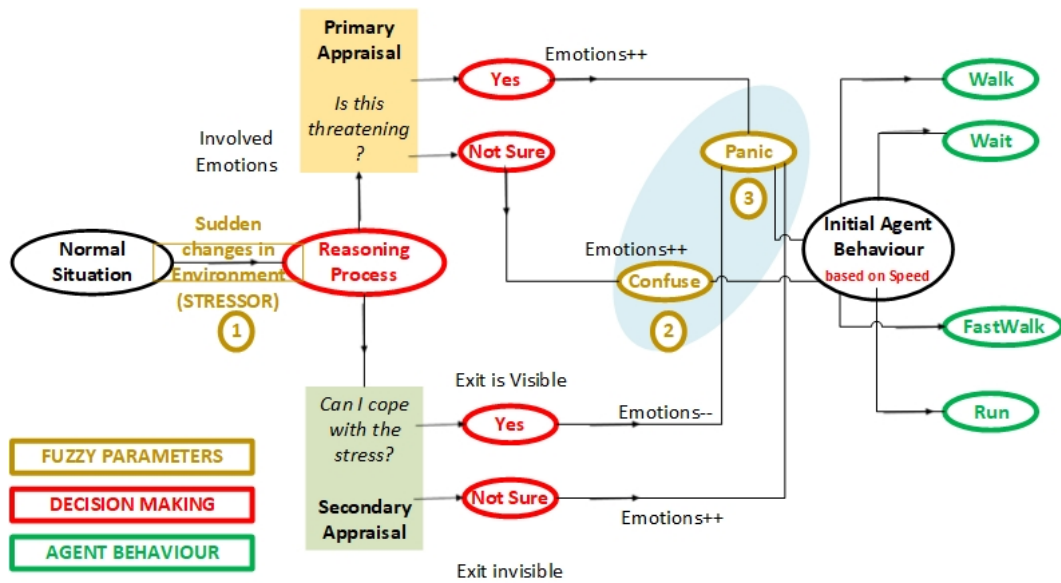 Primary
Appraisal
Is this
threatening
?
Yes
Emotions++
Not Sure
Involved
Emotions
Panic
3
Walk
Wait
Normal
Situation
Sudden
changes in
Environment
(STRESSOR)
1
Reasoning
Process
Emotions++
Confuse
2
Initial Agent
Behaviour
based on Speed
FastWalk
Run
Can I cope
with the
stress?
Secondary
Appraisal
Exit is Visible
Yes
Emotions--
Not Sure
Emotions++
Exit invisible
FUZZY PARAMETERS
DECISION MAKING
AGENT BEHAVIOUR